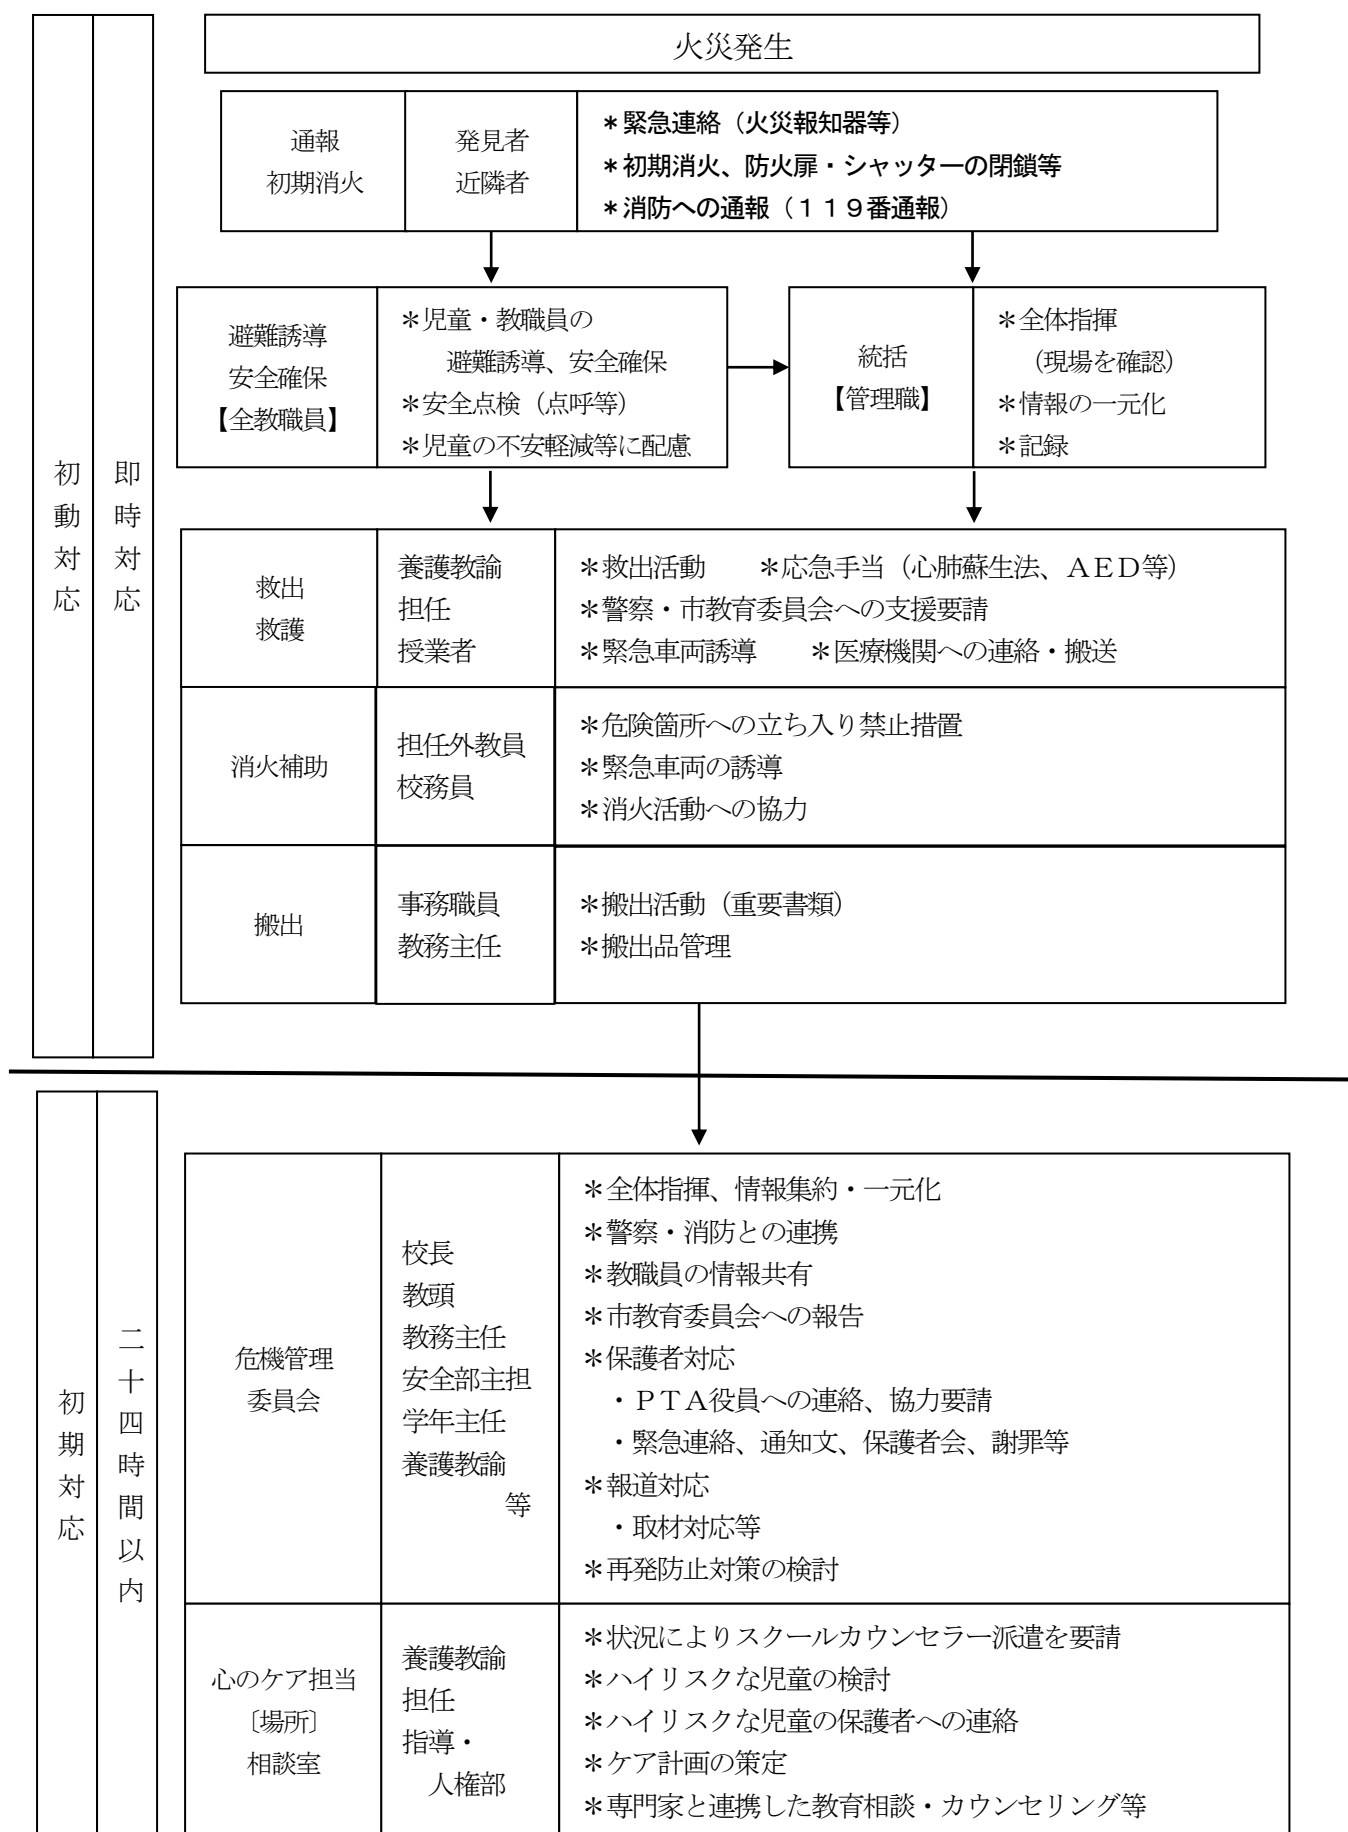 火災発生
通報
初期消火
発見者
近隣者
＊緊急連絡（火災報知器等）
＊初期消火、防火扉・シャッターの閉鎖等
＊消防への通報（１１９番通報）
避難誘導
安全確保
【全教職員】
＊児童・教職員の
避難誘導、安全確保
＊安全点検（点呼等）
＊児童の不安軽減等に配慮
統括
【管理職】
＊全体指揮
（現場を確認）
＊情報の一元化
＊記録
初動対応
即時対応
救出
救護
養護教諭
担任
授業者
＊救出活動　　＊応急手当（心肺蘇生法、ＡＥＤ等）
＊警察・市教育委員会への支援要請
＊緊急車両誘導　　＊医療機関への連絡・搬送
消火補助
担任外教員
校務員
＊危険箇所への立ち入り禁止措置
＊緊急車両の誘導
＊消火活動への協力
搬出
事務職員
教務主任
＊搬出活動（重要書類）
＊搬出品管理
初期対応
二十四時間以内
危機管理
委員会
校長
教頭
教務主任
安全部主担
学年主任
養護教諭
等
＊全体指揮、情報集約・一元化
＊警察・消防との連携
＊教職員の情報共有
＊市教育委員会への報告
＊保護者対応
・ＰＴＡ役員への連絡、協力要請
・緊急連絡、通知文、保護者会、謝罪等
＊報道対応
・取材対応等
＊再発防止対策の検討
心のケア担当
〔場所〕
相談室
養護教諭
担任
指導・
人権部
＊状況によりスクールカウンセラー派遣を要請
＊ハイリスクな児童の検討
＊ハイリスクな児童の保護者への連絡
＊ケア計画の策定
＊専門家と連携した教育相談・カウンセリング等